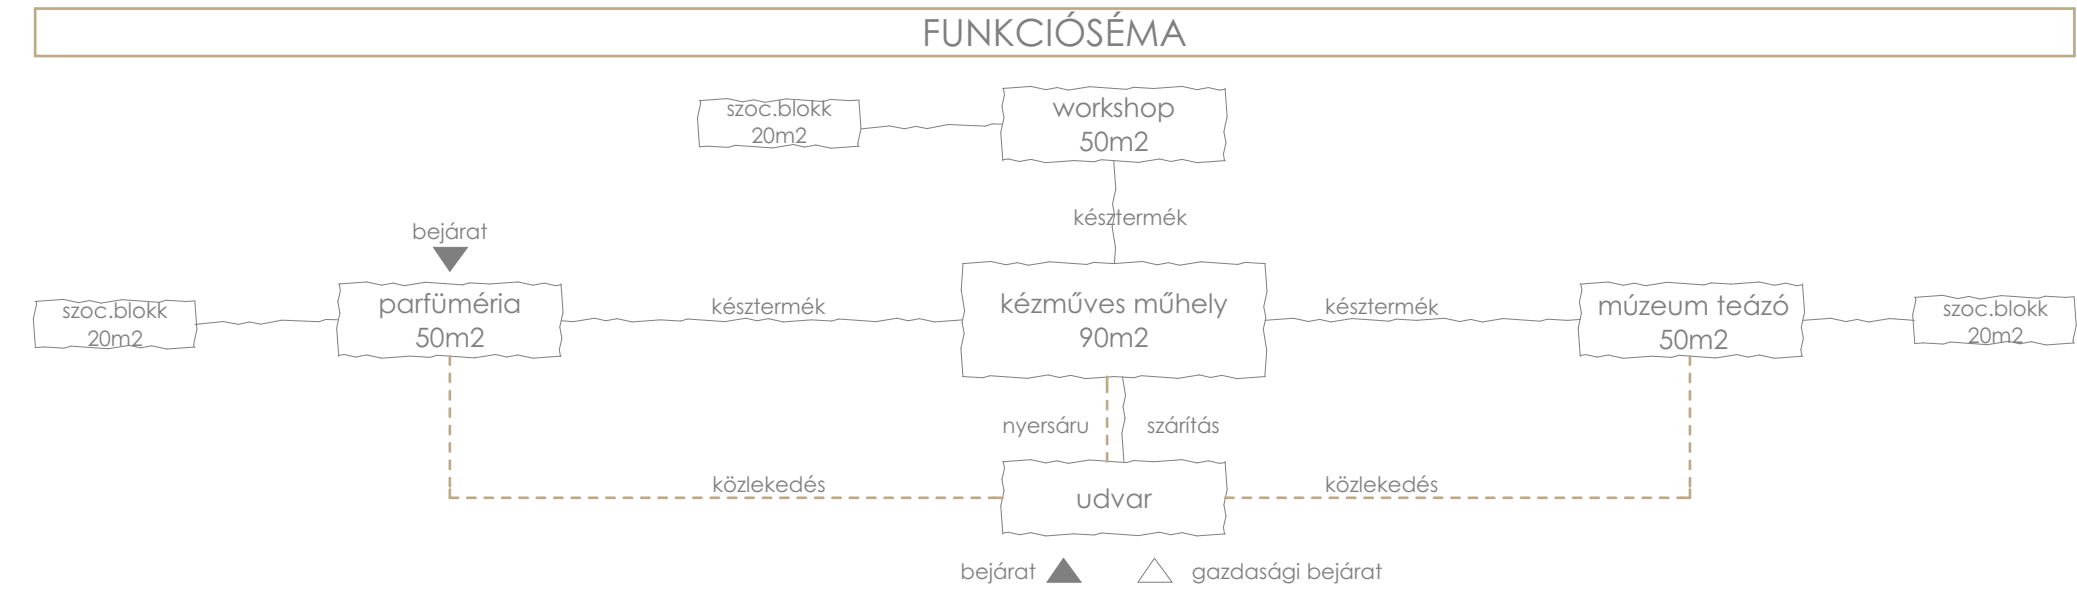 FUNKCIÓSÉMA
szoc.blokk
20m2
workshop
50m2
késztermék
bejárat
szoc.blokk
20m2
parfüméria
50m2
késztermék
kézműves műhely
90m2
késztermék
múzeum teázó
50m2
szoc.blokk
20m2
nyersáru
szárítás
közlekedés
udvar
közlekedés
bejárat
gazdasági bejárat